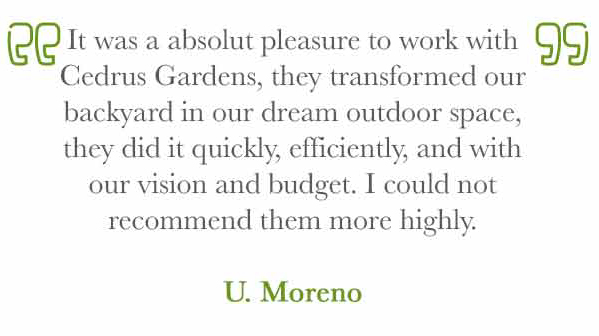 It was a absolut pleasure to work with
Cedrus Gardens, they transformed our
backyard in our dream outdoor space,
they did it quickly, efficiently, and with
our vision and budget. I could not
recommend them more highly.
U. Moreno